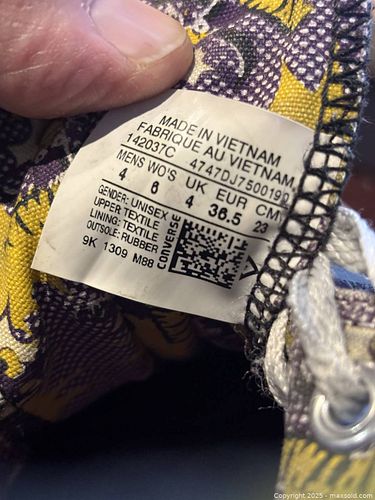 MADE IN VIETNAM
FABRIQUE AU VIETNAM
142037C 4747DJ750019
MENS WO'S UK EUR CM
4 6 4 36.5 23
GENDER: UNISEX
UPPER: TEXTILE
LINING: TEXTILE
OUTSOLE: RUBBER
9K 1309 M88
CONVERSE
Copyright 2025 - maxsold.com